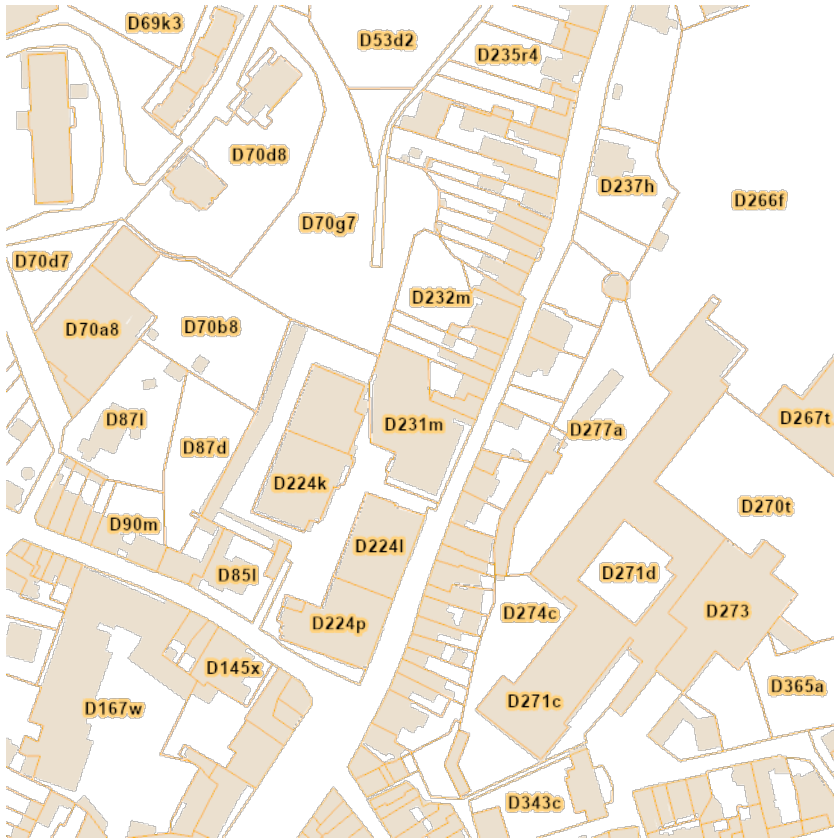 D69k3
D53d2
D235r4
D70d8
D237h
D266f
D70g7
D70d7
D232m
D70a8
D70b8
D87l
D231m
D267t
D277a
D87d
D224k
D270t
D90m
D224l
D85l
D271d
D274c
D273
D224p
D145x
D365a
D271c
D167w
D343c